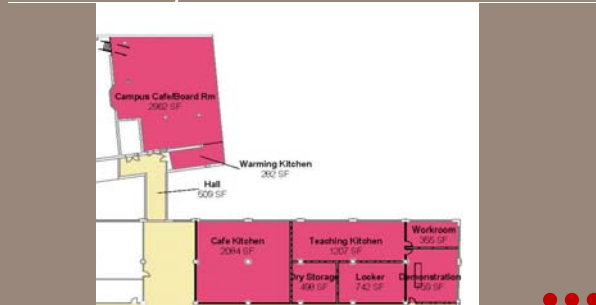 Campus Cafe/Board Rm
2962 SF
Warming Kitchen
282 SF
Hall
509 SF
Cafe Kitchen
2084 SF
Teaching Kitchen
1207 SF
Workroom
355 SF
Dry Storage
498 SF
Locker
742 SF
Demonstration